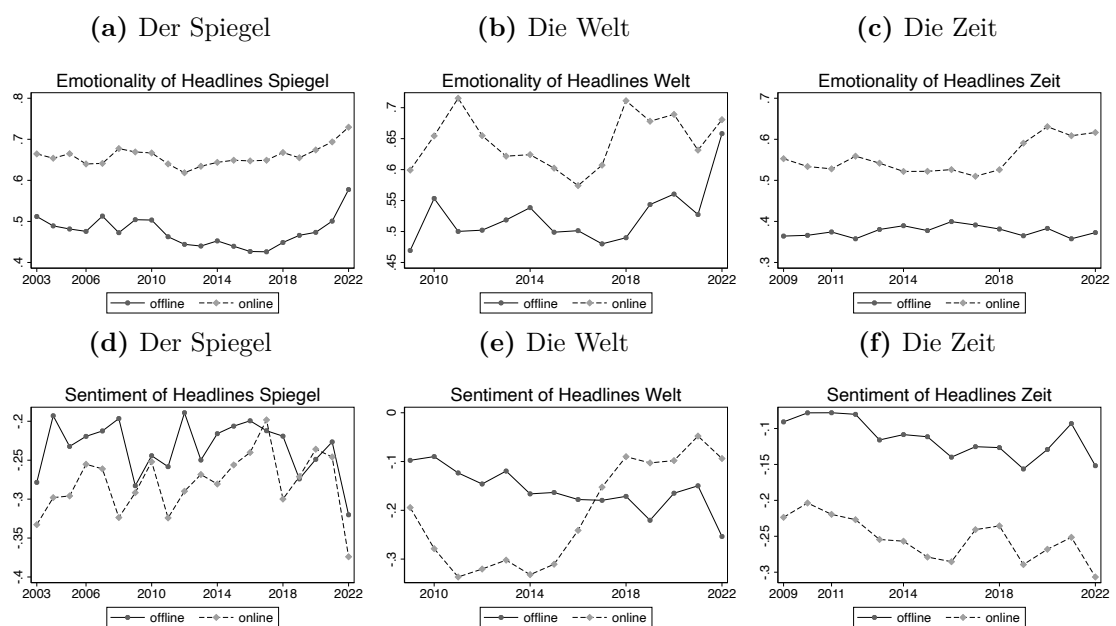 (a) Der Spiegel
(b) Die Welt
(c) Die Zeit
Emotionality of Headlines Spiegel
.8
.7
.6
.5
.4
2003 2006 2010 2014 2018 2022
offline online
Emotionality of Headlines Welt
.7
.65
.6
.55
.5
.45
2010 2014 2018 2022
offline online
Emotionality of Headlines Zeit
.7
.6
.5
.4
.3
2009 2011 2014 2018 2022
offline online
(d) Der Spiegel
(e) Die Welt
(f) Die Zeit
Sentiment of Headlines Spiegel
-.2
-.25
-.3
-.35
-.4
2003 2006 2010 2014 2018 2022
offline online
Sentiment of Headlines Welt
0
-.1
-.2
-.3
2010 2014 2018 2022
offline online
Sentiment of Headlines Zeit
-.1
-.15
-.2
-.25
-.3
2009 2011 2014 2018 2022
offline online